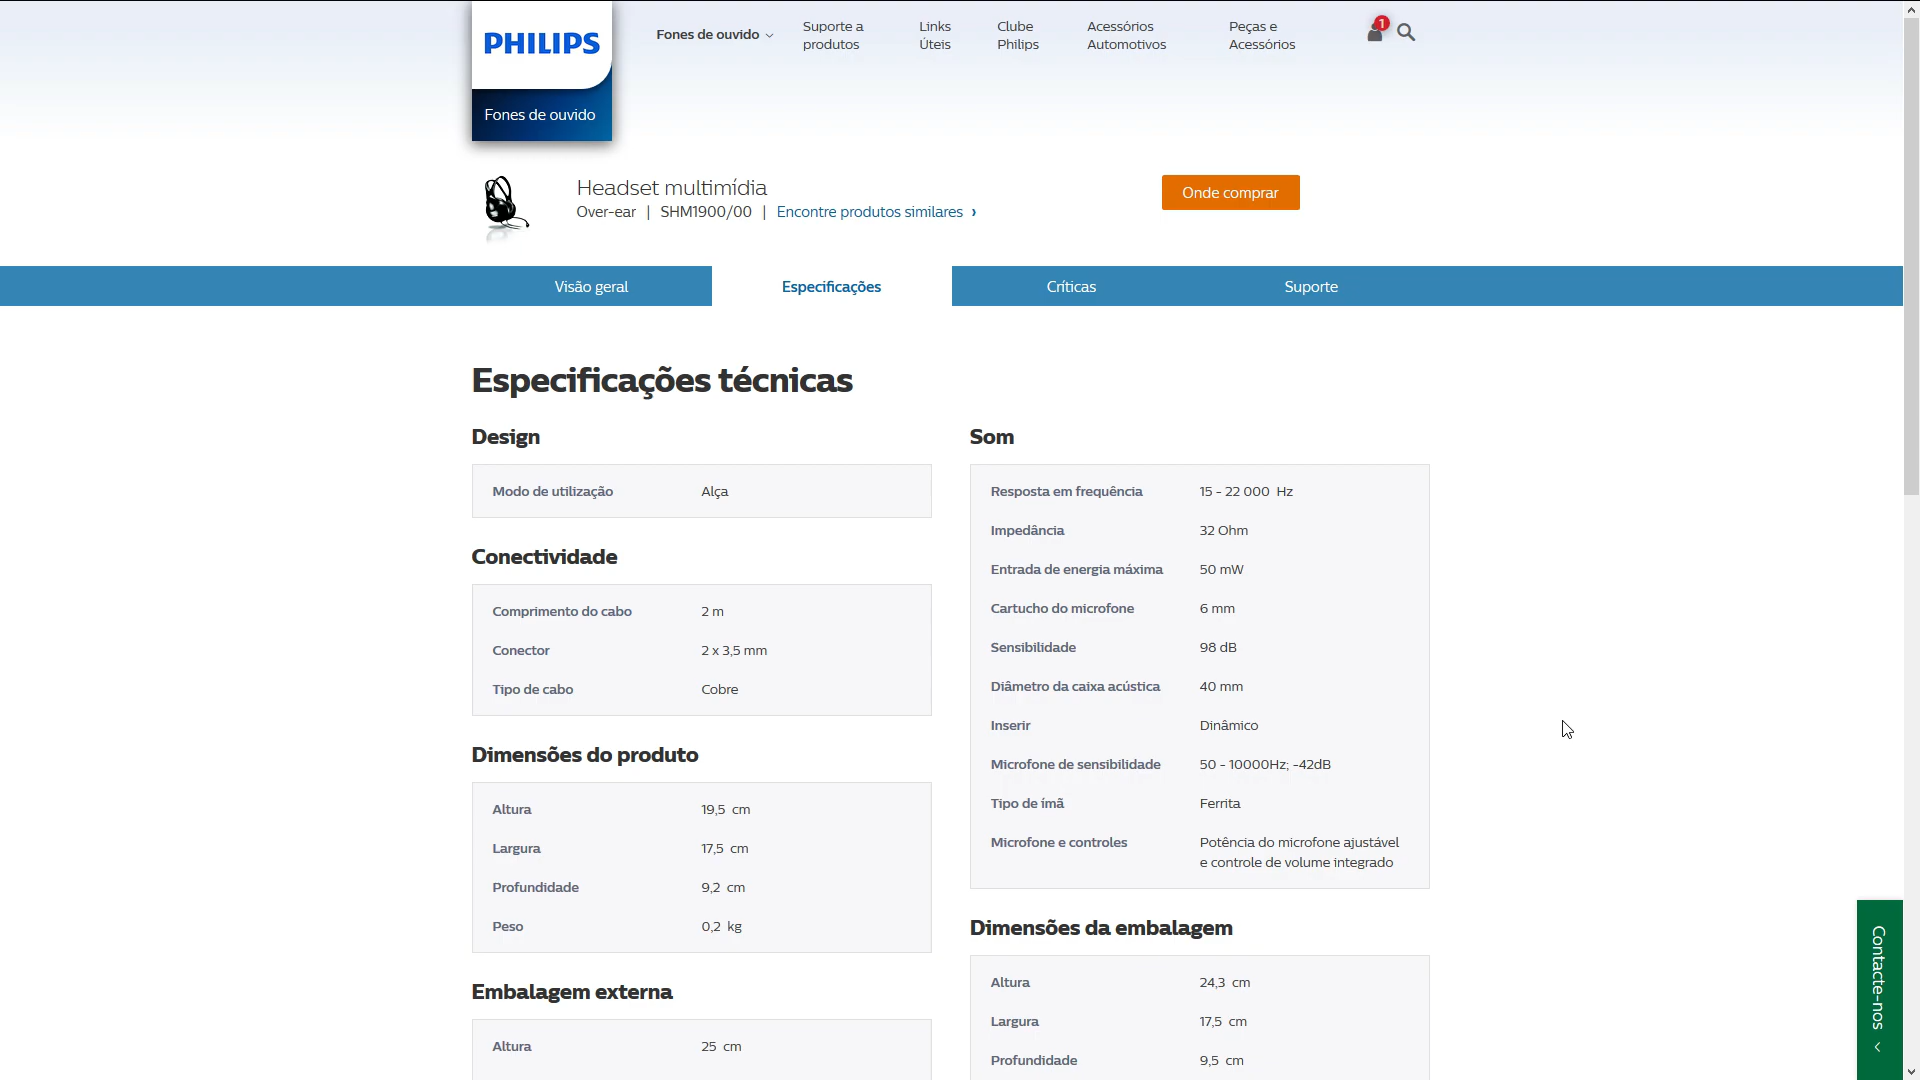 PHILIPS
Fones de ouvido
Fones de ouvido
Suporte a
produtos
Links
Úteis
Clube
Philips
Acessórios
Automotivos
Peças e
Acessórios
1
Headset multimídia
Over-ear | SHM1900/00 | Encontre produtos similares ›
Onde comprar
Visão geral
Especificações
Críticas
Suporte
Especificações técnicas
Design
Modo de utilização Alça
Conectividade
Comprimento do cabo 2 m
Conector 2 x 3,5 mm
Tipo de cabo Cobre
Dimensões do produto
Altura 19,5 cm
Largura 17,5 cm
Profundidade 9,2 cm
Peso 0,2 kg
Embalagem externa
Altura 25 cm
Som
Resposta em frequência 15 - 22 000 Hz
Impedância 32 Ohm
Entrada de energia máxima 50 mW
Cartucho do microfone 6 mm
Sensibilidade 98 dB
Diâmetro da caixa acústica 40 mm
Inserir Dinâmico
Microfone de sensibilidade 50 - 10000Hz; -42dB
Tipo de ímã Ferrita
Microfone e controles Potência do microfone ajustável
e controle de volume integrado
Dimensões da embalagem
Altura 24,3 cm
Largura 17,5 cm
Profundidade 9,5 cm
Contacte-nos